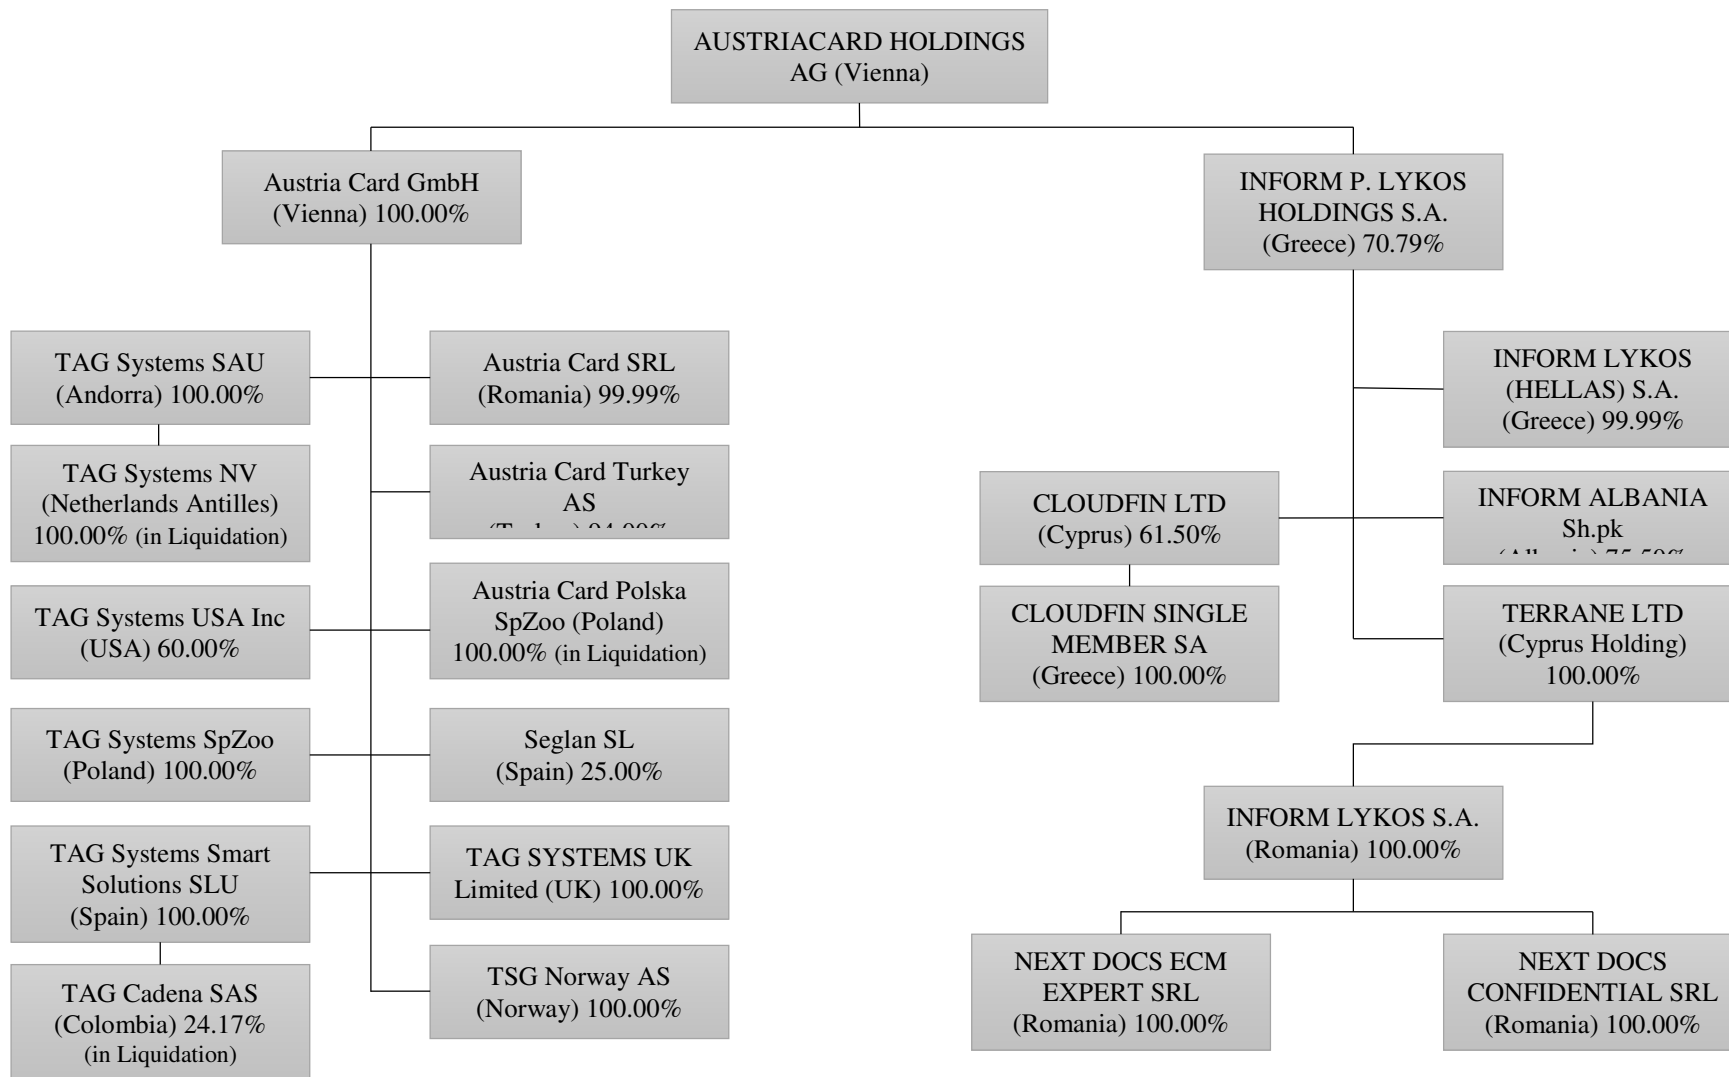 AUSTRIACARD HOLDINGS
AG (Vienna)
Austria Card GmbH
(Vienna) 100.00%
INFORM P. LYKOS
HOLDINGS S.A.
(Greece) 70.79%
TAG Systems SAU
(Andorra) 100.00%
Austria Card SRL
(Romania) 99.99%
INFORM LYKOS
(HELLAS) S.A.
(Greece) 99.99%
TAG Systems NV
(Netherlands Antilles)
100.00% (in Liquidation)
Austria Card Turkey
AS
CLOUDFIN LTD
(Cyprus) 61.50%
INFORM ALBANIA
Sh.pk
TAG Systems USA Inc
(USA) 60.00%
Austria Card Polska
SpZoo (Poland)
100.00% (in Liquidation)
CLOUDFIN SINGLE
MEMBER SA
(Greece) 100.00%
TERRANE LTD
(Cyprus Holding)
100.00%
TAG Systems SpZoo
(Poland) 100.00%
Seglan SL
(Spain) 25.00%
INFORM LYKOS S.A.
(Romania) 100.00%
TAG Systems Smart
Solutions SLU
(Spain) 100.00%
TAG SYSTEMS UK
Limited (UK) 100.00%
TAG Cadena SAS
(Colombia) 24.17%
(in Liquidation)
TSG Norway AS
(Norway) 100.00%
NEXT DOCS ECM
EXPERT SRL
(Romania) 100.00%
NEXT DOCS
CONFIDENTIAL SRL
(Romania) 100.00%